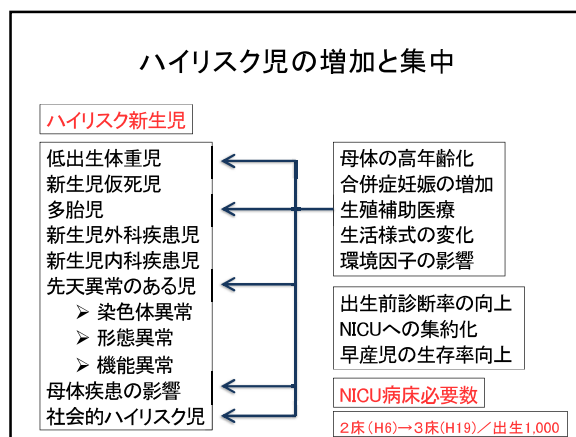 ハイリスク児の増加と集中
ハイリスク新生児
低出生体重児
新生児仮死児
多胎児
新生児外科疾患児
新生児内科疾患児
先天異常のある児
➢ 染色体異常
➢ 形態異常
➢ 機能異常
母体疾患の影響
社会的ハイリスク児
母体の高年齢化
合併症妊娠の増加
生殖補助医療
生活様式の変化
環境因子の影響
出生前診断率の向上
NICUへの集約化
早産児の生存率向上
NICU病床必要数
2床(H6)→3床(H19)/出生1,000